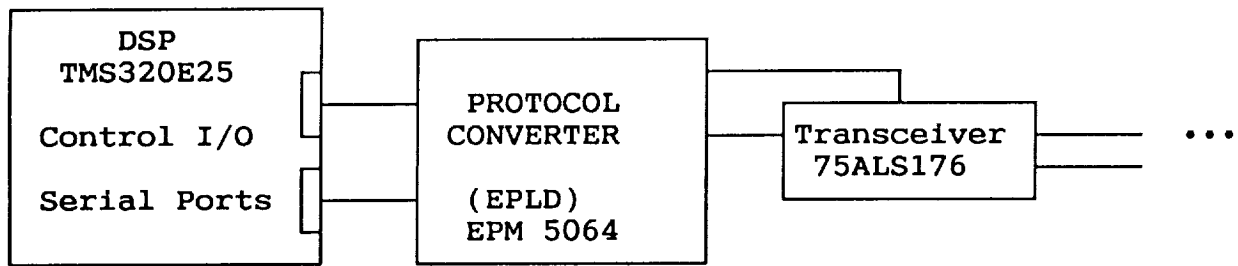 DSP
TMS320E25
Control I/O
Serial Ports
PROTOCOL
CONVERTER
(EPLD)
EPM 5064
Transceiver
75ALS176
•••